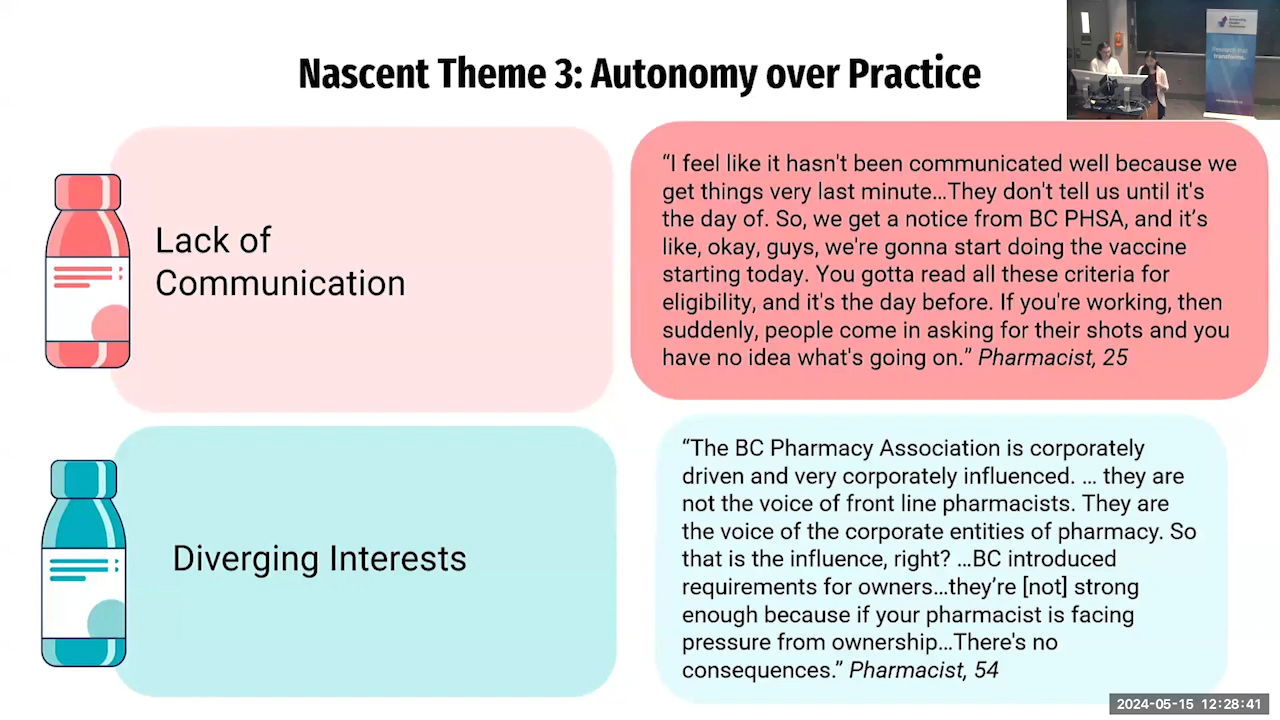 Nascent Theme 3: Autonomy over Practice
Lack of
Communication
“I feel like it hasn't been communicated well because we
get things very last minute…They don't tell us until it's
the day of. So, we get a notice from BC PHSA, and it’s
like, okay, guys, we're gonna start doing the vaccine
starting today. You gotta read all these criteria for
eligibility, and it's the day before. If you're working, then
suddenly, people come in asking for their shots and you
have no idea what's going on.” Pharmacist, 25
Diverging Interests
“The BC Pharmacy Association is corporately
driven and very corporately influenced. … they are
not the voice of front line pharmacists. They are
the voice of the corporate entities of pharmacy. So
that is the influence, right? …BC introduced
requirements for owners…they’re [not] strong
enough because if your pharmacist is facing
pressure from ownership…There's no
consequences.” Pharmacist, 54
Research that
transforms.
2024-05-15 12:28:41